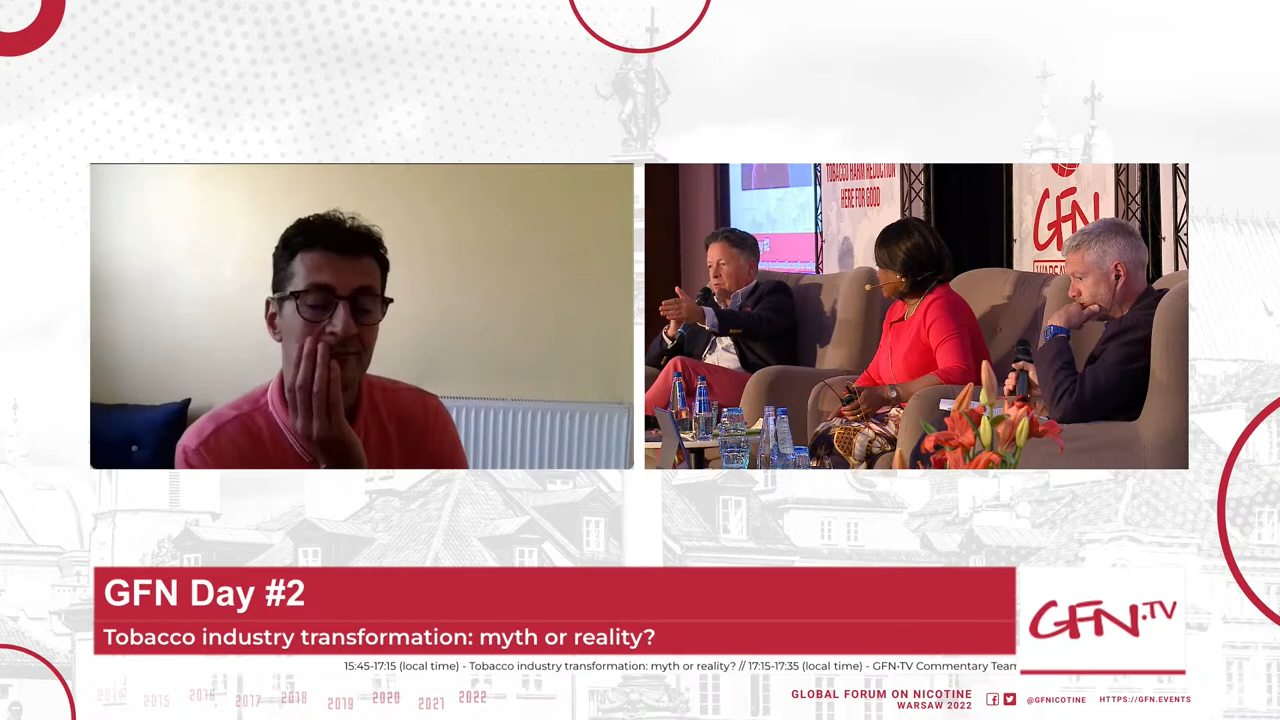 TOBACCO HARM REDUCTION
HERE FOR GOOD
GFN
GFN Day #2
Tobacco industry transformation: myth or reality?
GFN.TV
15:45-17:15 (local time) - Tobacco industry transformation: myth or reality? // 17:15-17:35 (local time) - GFN•TV Commentary Team
2014 2015 2016 2017 2018 2019 2020 2021 2022
GLOBAL FORUM ON NICOTINE
WARSAW 2022
@GFNICOTINE
HTTPS://GFN.EVENTS